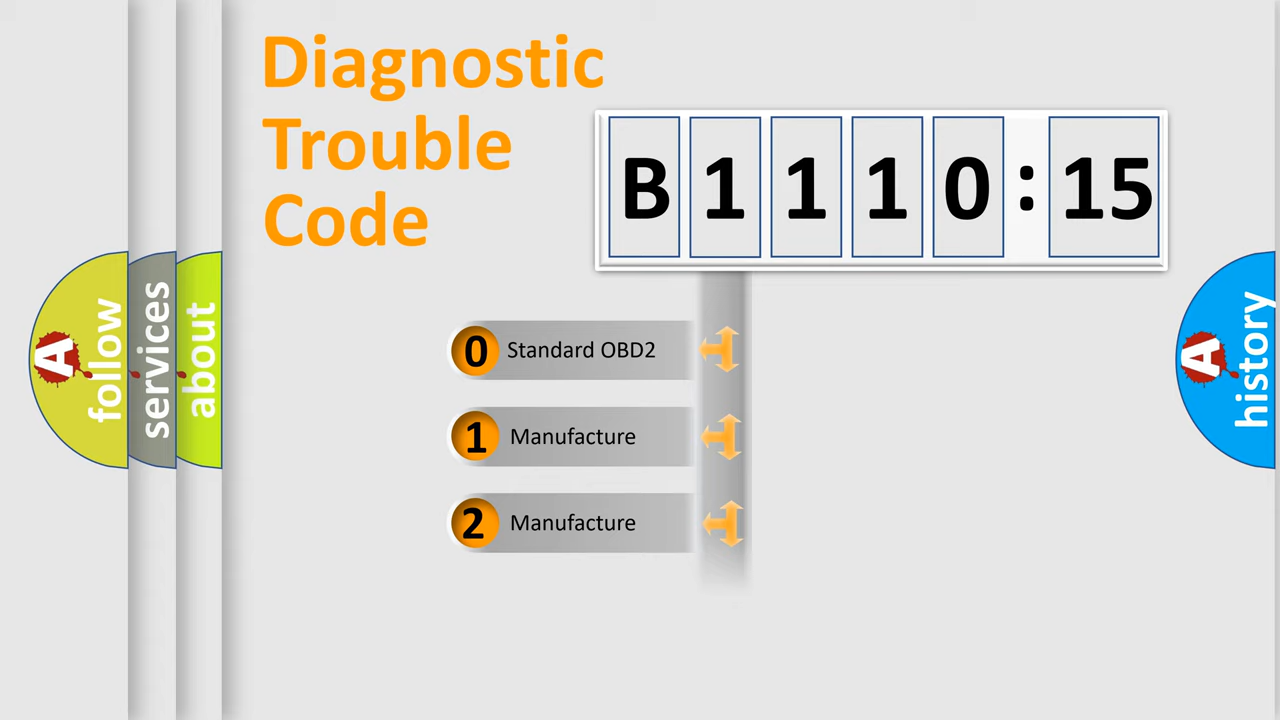 Diagnostic
Trouble
Code
B 1 1 1 0 : 15
0 Standard OBD2
1 Manufacture
2 Manufacture
A follow
services
about
A history